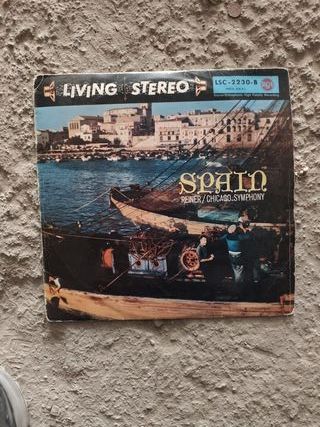 LIVING STEREO
LSC-2230-B
RCA
SPAIN
REINER/CHICAGO SYMPHONY